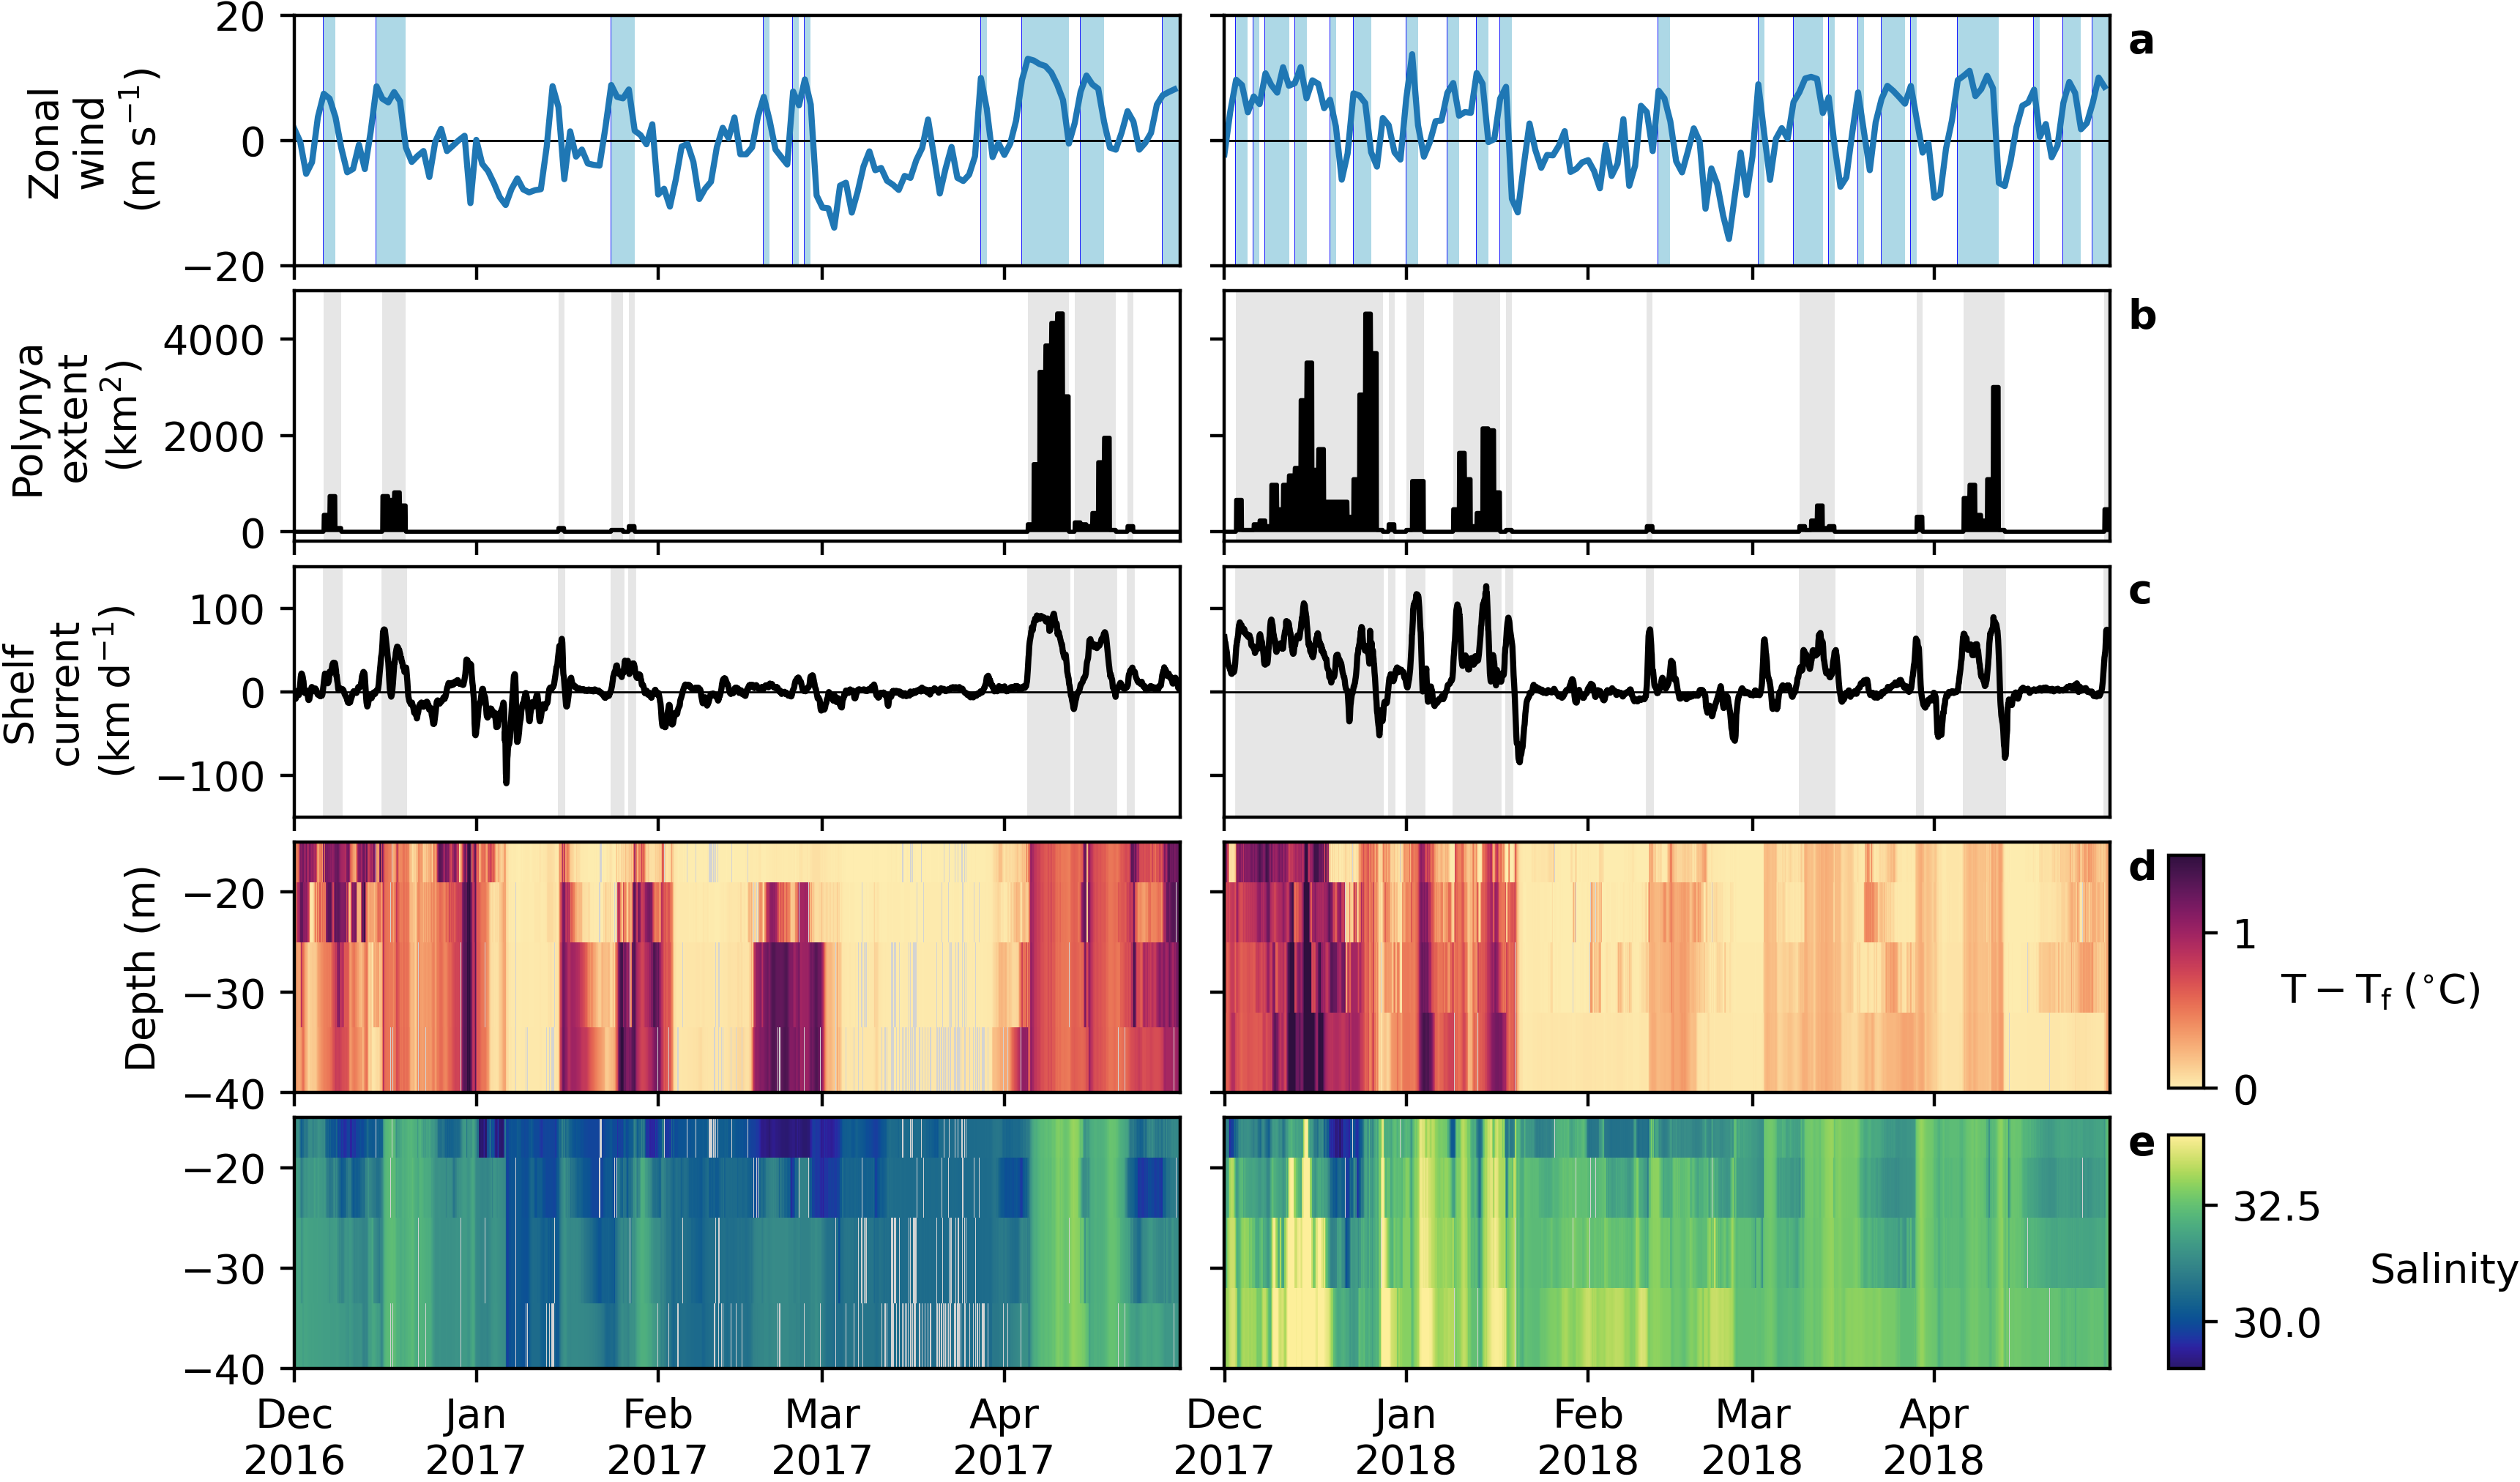 20
0
−20
Zonal
wind
(m s⁻¹)
a
4000
2000
0
Polynya
extent
(km²)
b
100
0
−100
Shelf
current
(km d⁻¹)
c
−20
−30
−40
Depth (m)
d
1
0
T − T_f (°C)
−20
−30
−40
e
32.5
30.0
Salinity
Dec Jan Feb Mar Apr Dec Jan Feb Mar Apr
2016 2017 2017 2017 2017 2017 2018 2018 2018 2018